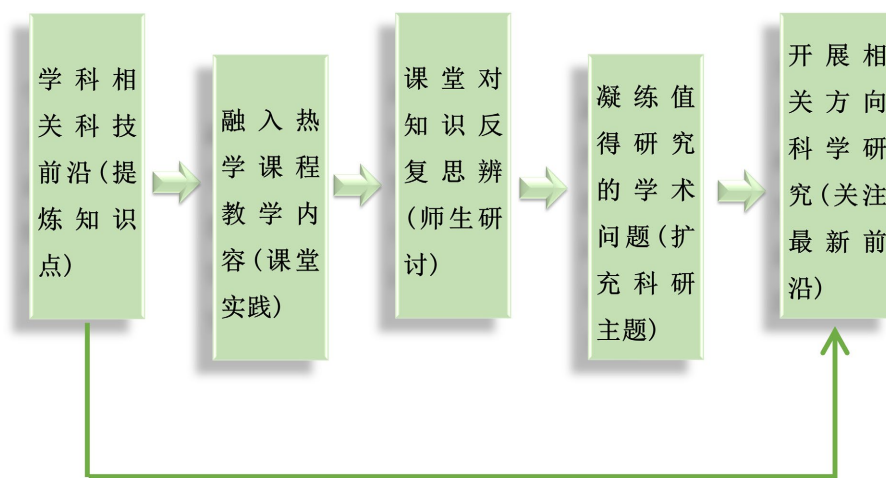 学科相
关科技
前沿(提
炼知识
点)
融入热
学课程
教学内
容(课堂
实践)
课堂对
知识反
复思辨
(师生研
讨)
凝练值
得研究
的学术
问题(扩
充科研
主题)
开展相
关方向
科学研
究(关注
最新前
沿)